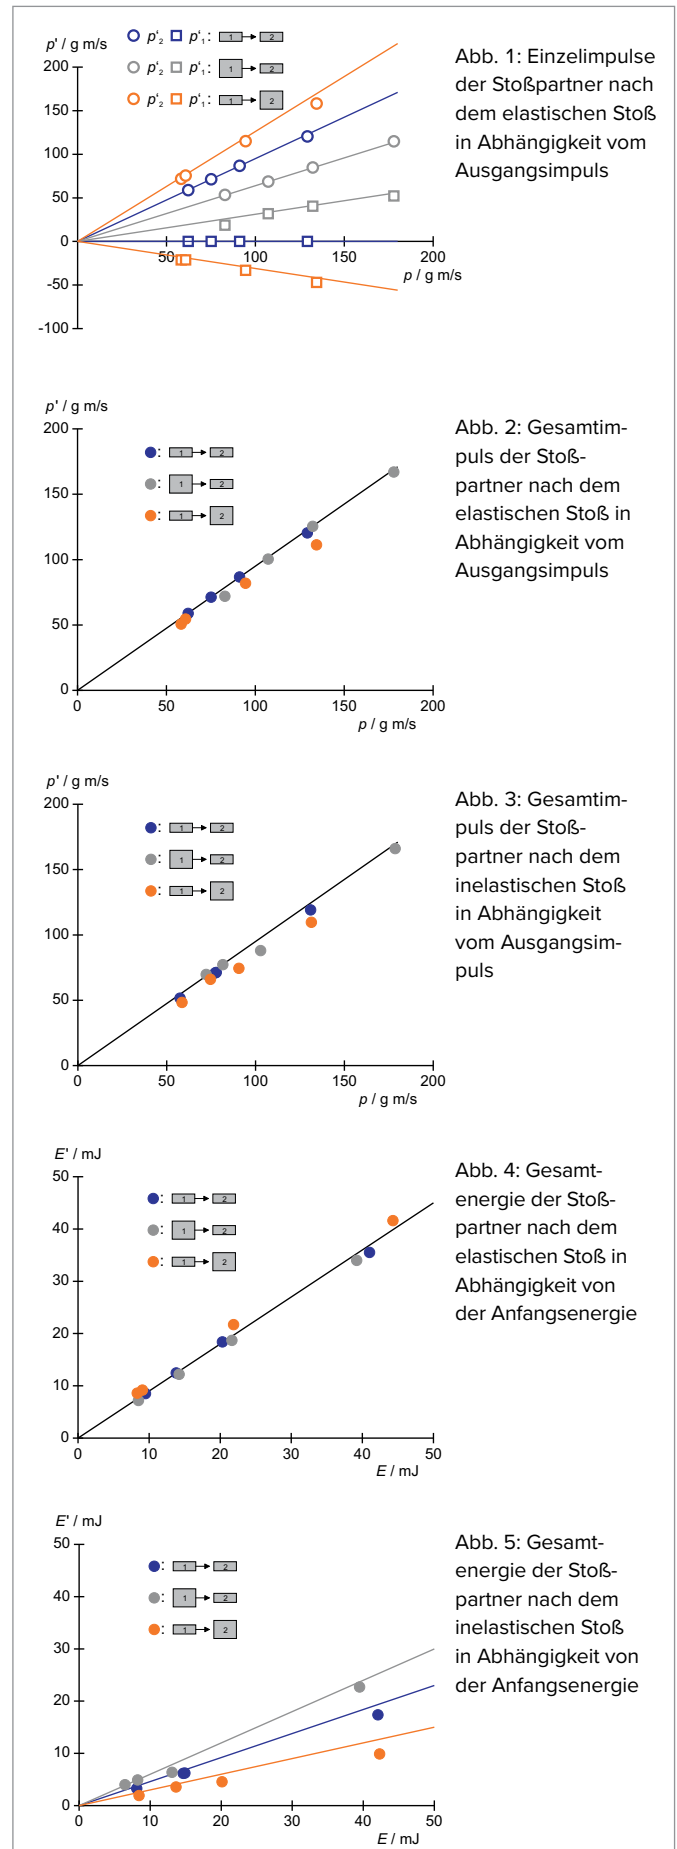 p' / g m/s
p'₂ p'₁ : 1 2
p'₂ p'₁ : 1 2
p'₂ p'₁ : 1 2
200
150
100
50
0
-50
-100
50 100 150 200
p / g m/s
Abb. 1: Einzelimpulse
der Stoßpartner nach
dem elastischen Stoß
in Abhängigkeit vom
Ausgangsimpuls
p' / g m/s
200
150
100
50
0
: 1 2
: 1 2
: 1 2
0 50 100 150 200
p / g m/s
Abb. 2: Gesamtim-
puls der Stoß-
partner nach dem
elastischen Stoß in
Abhängigkeit vom
Ausgangsimpuls
p' / g m/s
200
150
100
50
0
: 1 2
: 1 2
: 1 2
0 50 100 150 200
p / g m/s
Abb. 3: Gesamtim-
puls der Stoß-
partner nach dem
inelastischen Stoß
in Abhängigkeit
vom Ausgangsim-
puls
E' / mJ
50
40
30
20
10
0
: 1 2
: 1 2
: 1 2
0 10 20 30 40 50
E / mJ
Abb. 4: Gesamt-
energie der Stoß-
partner nach dem
elastischen Stoß in
Abhängigkeit von
der Anfangsenergie
E' / mJ
50
40
30
20
10
0
: 1 2
: 1 2
: 1 2
0 10 20 30 40 50
E / mJ
Abb. 5: Gesamt-
energie der Stoß-
partner nach dem
inelastischen Stoß
in Abhängigkeit von
der Anfangsenergie